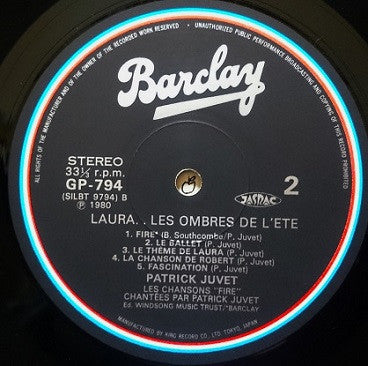 ALL RIGHTS OF THE MANUFACTURER AND OF THE OWNER OF THE RECORDED WORK RESERVED • UNAUTHORIZED PUBLIC PERFORMANCE, BROADCASTING AND COPYING OF THIS RECORD PROHIBITED
Barclay
STEREO
33⅓ r.p.m.
GP-794
(SILBT 9794) B
℗ 1980
JASRAC
2
LAURA. . LES OMBRES DE L'ETE
1. FIRE* (B. Southcombe/P. Juvet)
2. LE BALLET (P. Juvet)
3. LE THÈME DE LAURA (P. Juvet)
4. LA CHANSON DE ROBERT (P. Juvet)
5. FASCINATION (P. Juvet)
PATRICK JUVET
LES CHANSONS "FIRE"
CHANTÉES PAR PATRICK JUVET
Ed. WINDSONG MUSIC TRUST/*BARCLAY
MANUFACTURED BY KING RECORD CO. LTD. TOKYO, JAPAN